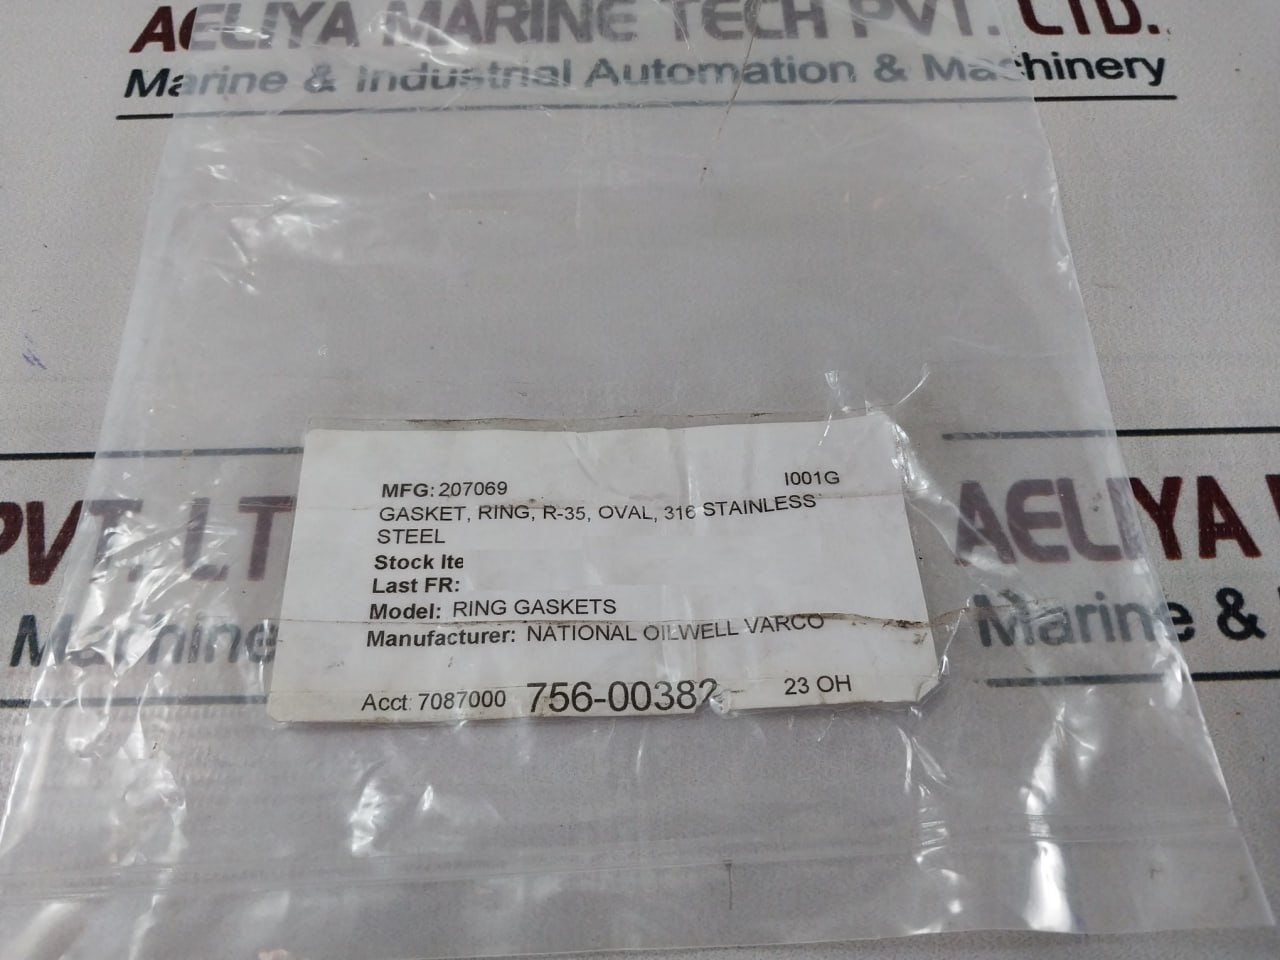 AELIYA MARINE TECH PVT. LTD.
Marine & Industrial Automation & Machinery
MFG: 207069 I001G
GASKET, RING, R-35, OVAL, 316 STAINLESS
STEEL
Stock Ite
Last FR:
Model: RING GASKETS
Manufacturer: NATIONAL OILWELL VARCO
Acct: 7087000 756-00382 23 OH
PVT. LT
Machine
AELIYA
Marine &